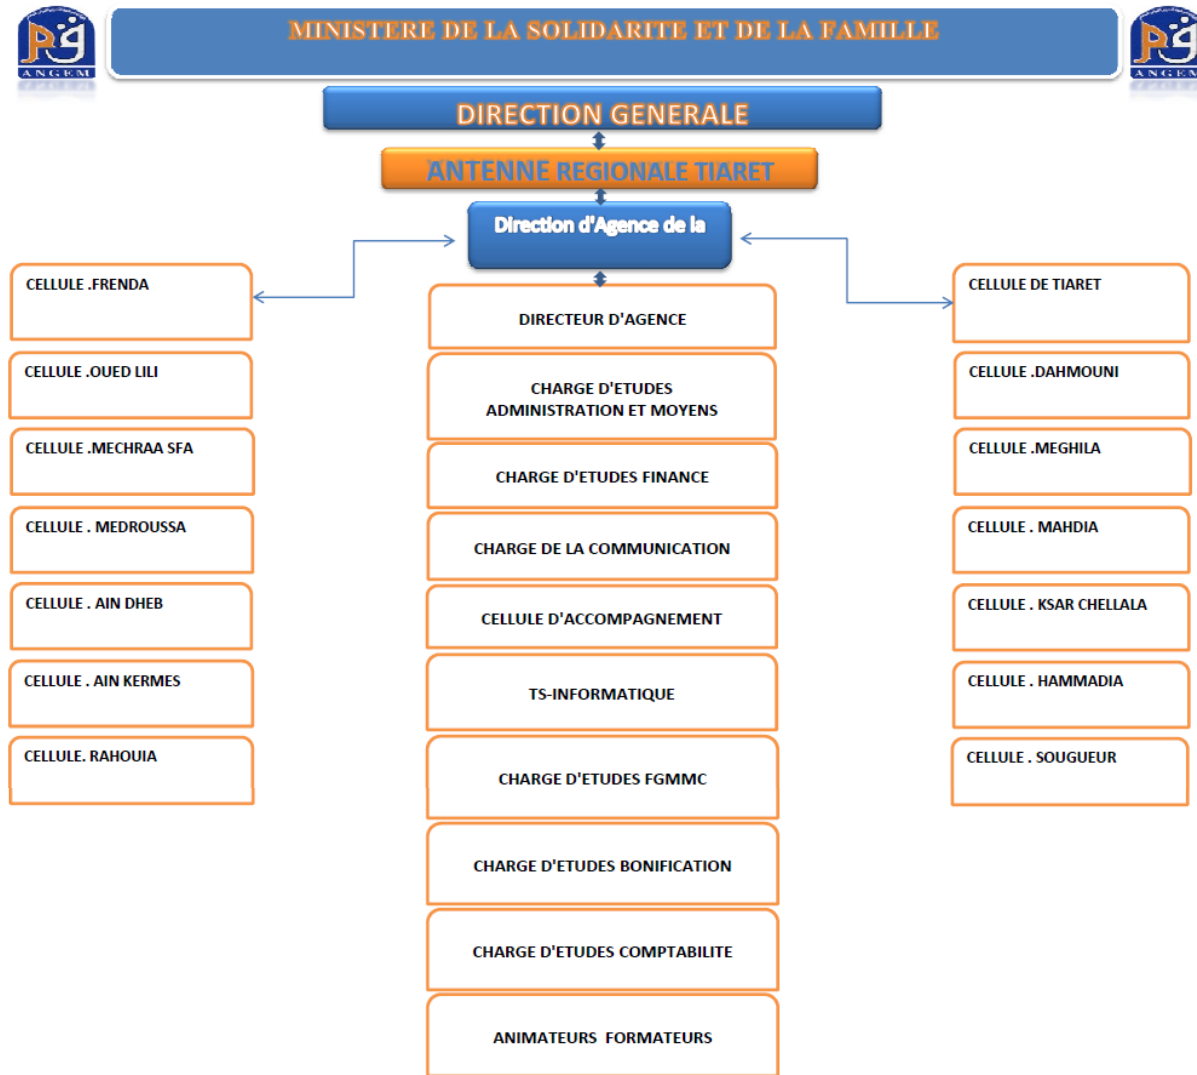 MINISTERE DE LA SOLIDARITE ET DE LA FAMILLE
ANGEM
ANGEM
DIRECTION GENERALE
ANTENNE REGIONALE TIARET
Direction d'Agence de la
CELLULE .FRENDA
CELLULE .OUED LILI
CELLULE .MECHRAA SFA
CELLULE . MEDROUSSA
CELLULE . AIN DHEB
CELLULE . AIN KERMES
CELLULE. RAHOUIA
DIRECTEUR D'AGENCE
CHARGE D'ETUDES
ADMINISTRATION ET MOYENS
CHARGE D'ETUDES FINANCE
CHARGE DE LA COMMUNICATION
CELLULE D'ACCOMPAGNEMENT
TS-INFORMATIQUE
CHARGE D'ETUDES FGMMC
CHARGE D'ETUDES BONIFICATION
CHARGE D'ETUDES COMPTABILITE
ANIMATEURS  FORMATEURS
CELLULE DE TIARET
CELLULE .DAHMOUNI
CELLULE .MEGHILA
CELLULE . MAHDIA
CELLULE . KSAR CHELLALA
CELLULE . HAMMADIA
CELLULE . SOUGUEUR